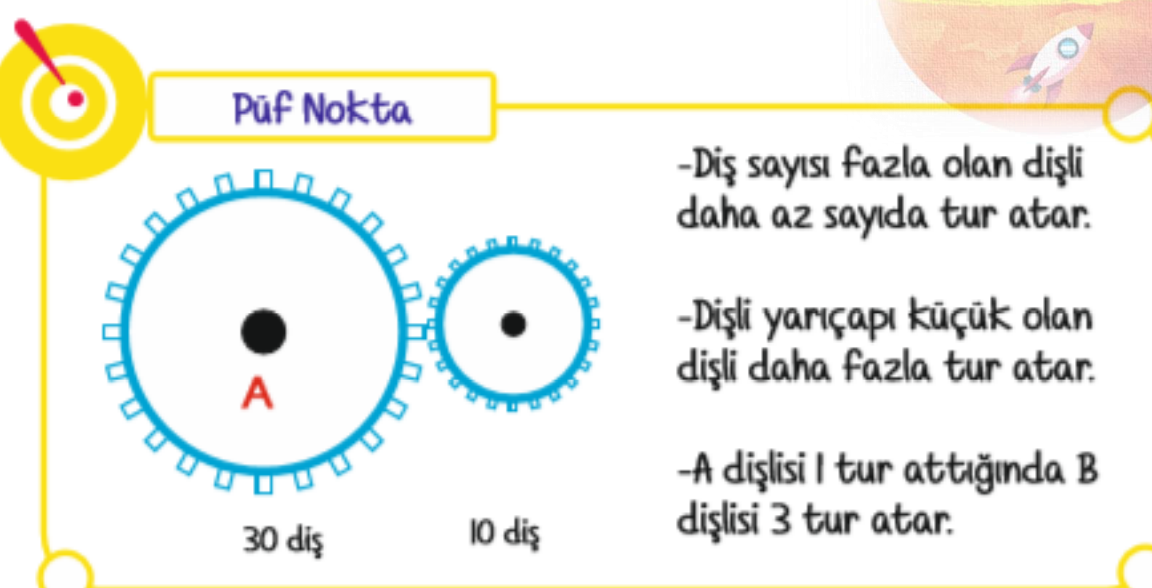 Püf Nokta
A
30 diş
10 diş
-Diş sayısı fazla olan dişli
daha az sayıda tur atar.
-Dişli yarıçapı küçük olan
dişli daha fazla tur atar.
-A dişlisi 1 tur attığında B
dişlisi 3 tur atar.